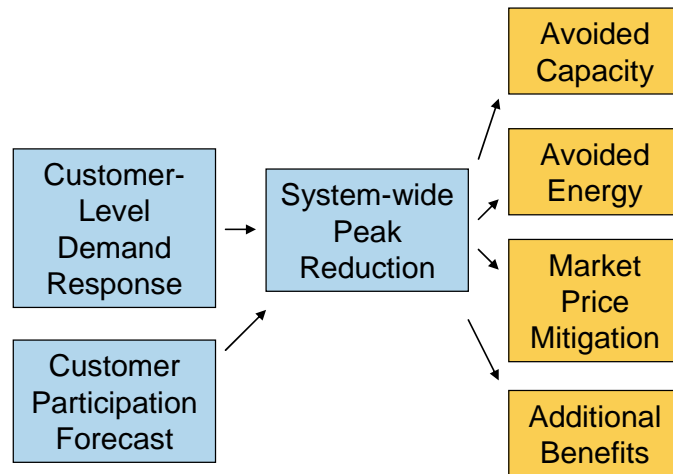 Customer-
Level
Demand
Response
Customer
Participation
Forecast
System-wide
Peak
Reduction
Avoided
Capacity
Avoided
Energy
Market
Price
Mitigation
Additional
Benefits